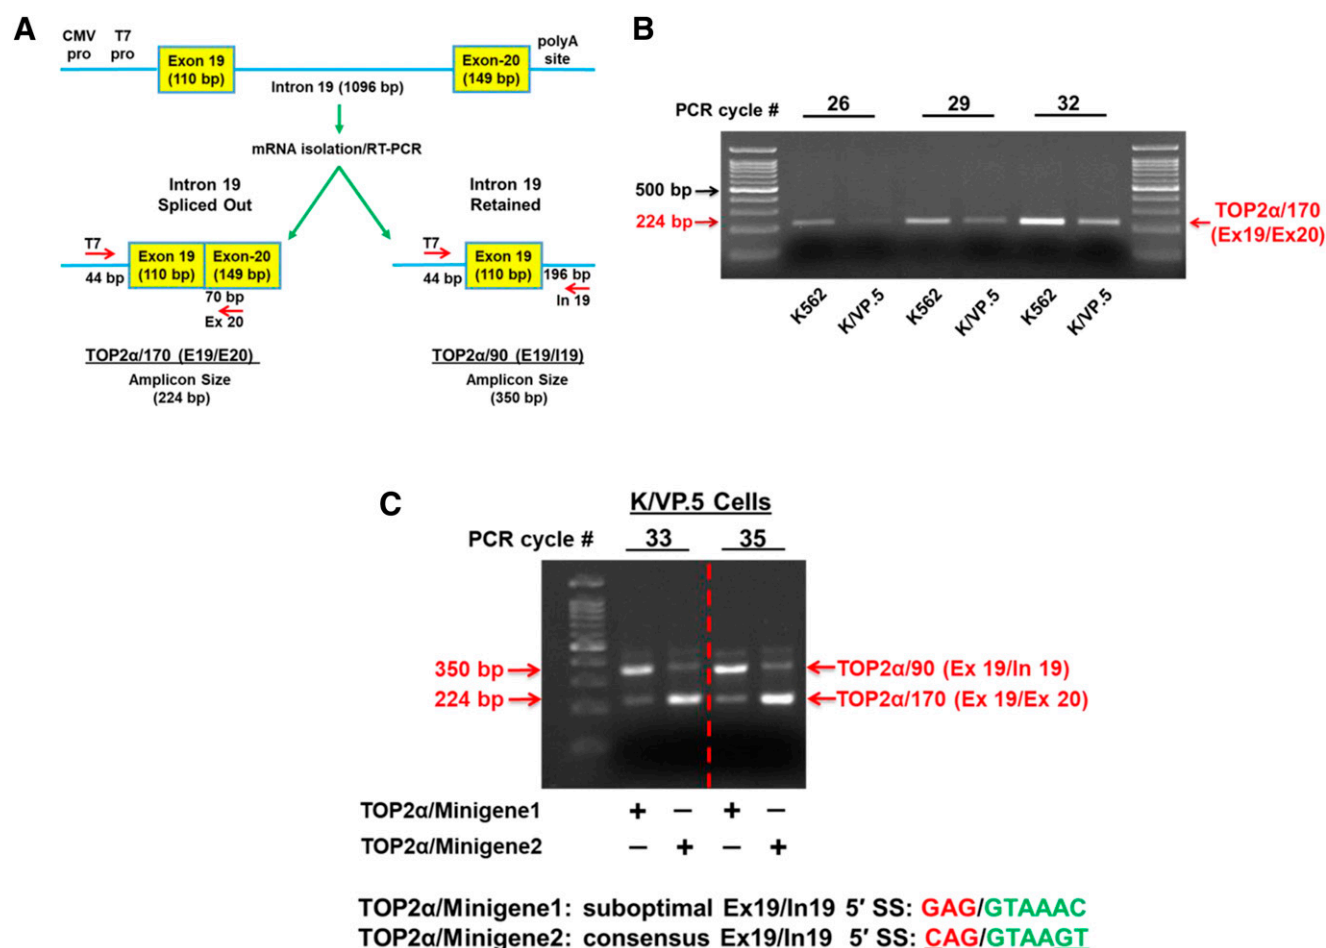 A
CMV pro
T7 pro
Exon 19 (110 bp)
Exon-20 (149 bp)
polyA site
Intron 19 (1096 bp)
mRNA isolation/RT-PCR
Intron 19 Spliced Out
Intron 19 Retained
T7
44 bp
Exon 19 (110 bp)
Exon-20 (149 bp)
70 bp
Ex 20
T7
44 bp
Exon 19 (110 bp)
196 bp
In 19
TOP2α/170 (E19/E20)
Amplicon Size
(224 bp)
TOP2α/90 (E19/I19)
Amplicon Size
(350 bp)
B
PCR cycle # 26 29 32
500 bp
224 bp
TOP2α/170
(Ex19/Ex20)
K562 K/VP.5 K562 K/VP.5 K562 K/VP.5
C
K/VP.5 Cells
PCR cycle # 33 35
350 bp
TOP2α/90 (Ex 19/In 19)
224 bp
TOP2α/170 (Ex 19/Ex 20)
TOP2α/Minigene1 + − + −
TOP2α/Minigene2 − + − +
TOP2α/Minigene1: suboptimal Ex19/In19 5′ SS: GAG/GTAAAC
TOP2α/Minigene2: consensus Ex19/In19 5′ SS: CAG/GTAAGT